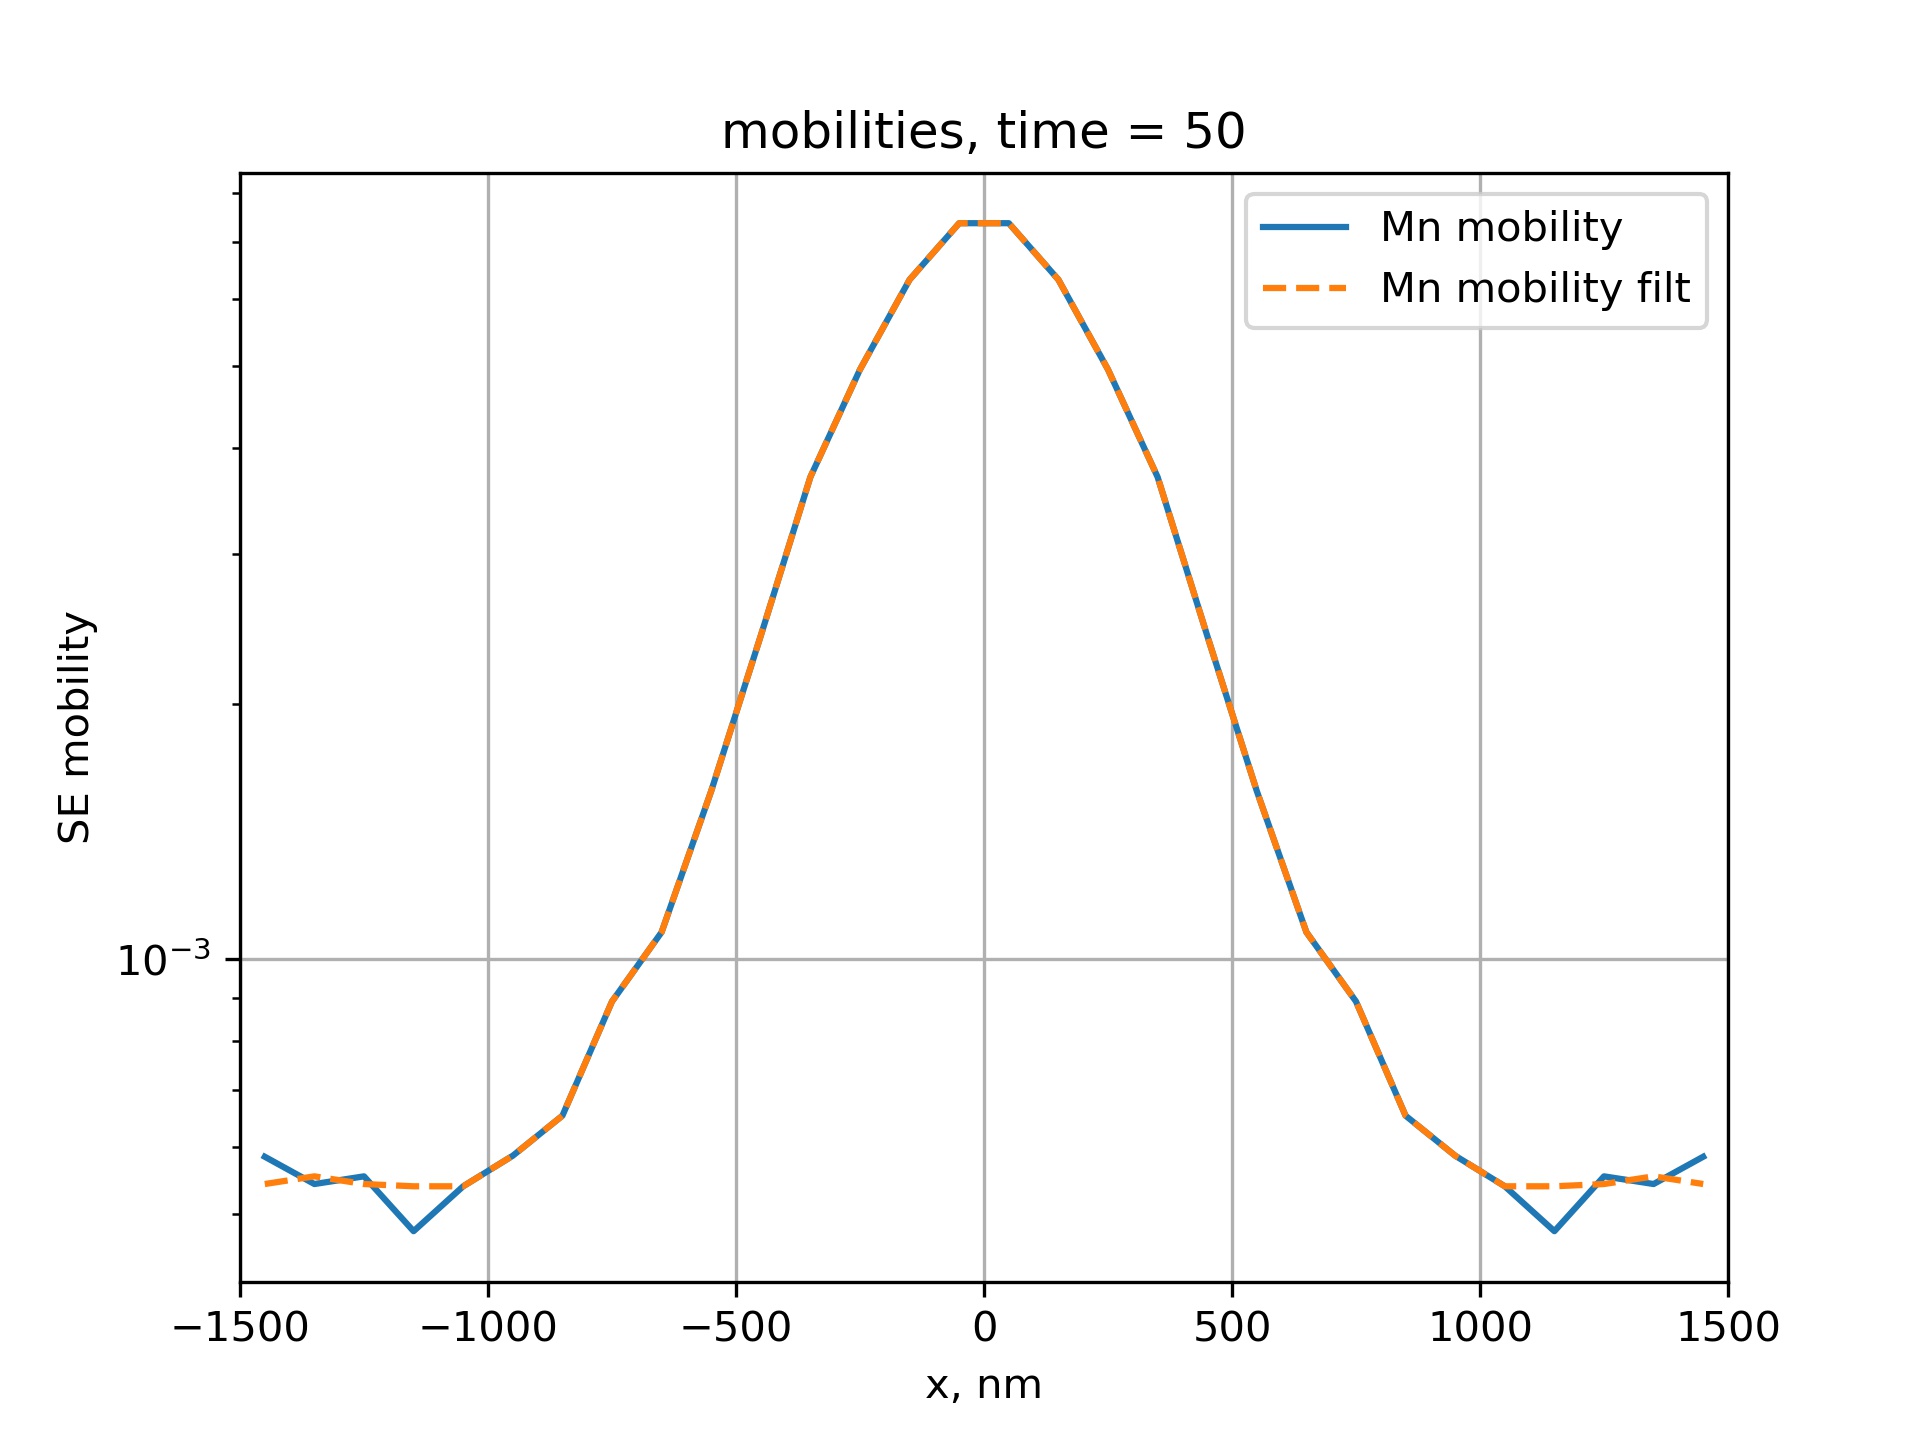 mobilities, time = 50
Mn mobility
Mn mobility filt
SE mobility
10⁻³
−1500 −1000 −500 0 500 1000 1500
x, nm